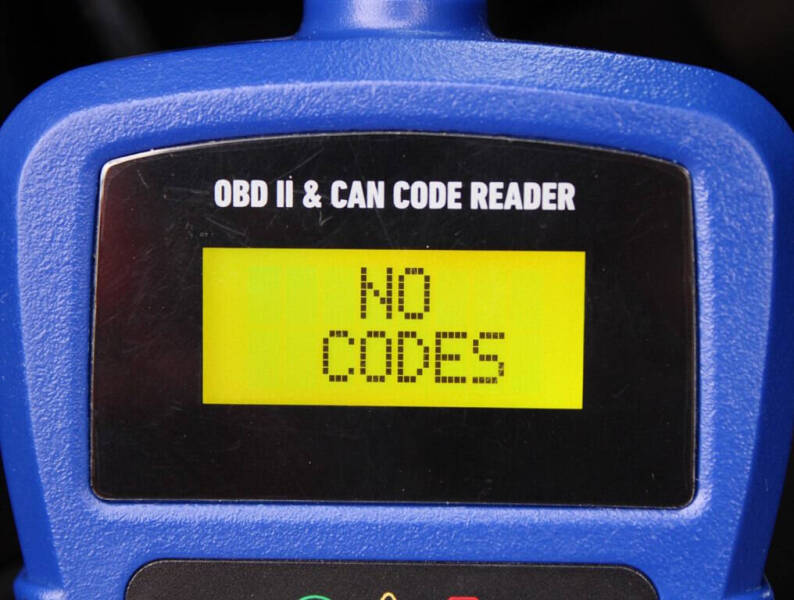 OBD II & CAN CODE READER
NO
CODES